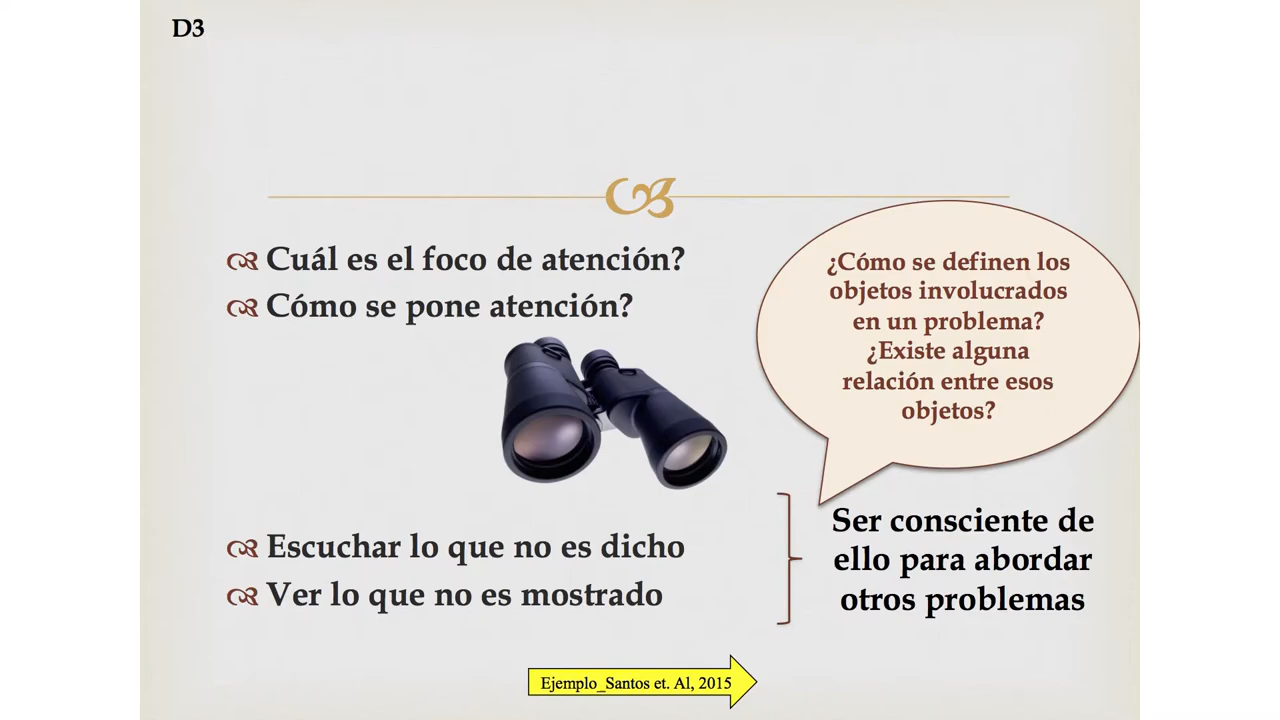 D3
Cuál es el foco de atención?
Cómo se pone atención?
¿Cómo se definen los
objetos involucrados
en un problema?
¿Existe alguna
relación entre esos
objetos?
Escuchar lo que no es dicho
Ver lo que no es mostrado
Ser consciente de
ello para abordar
otros problemas
Ejemplo_Santos et. Al, 2015